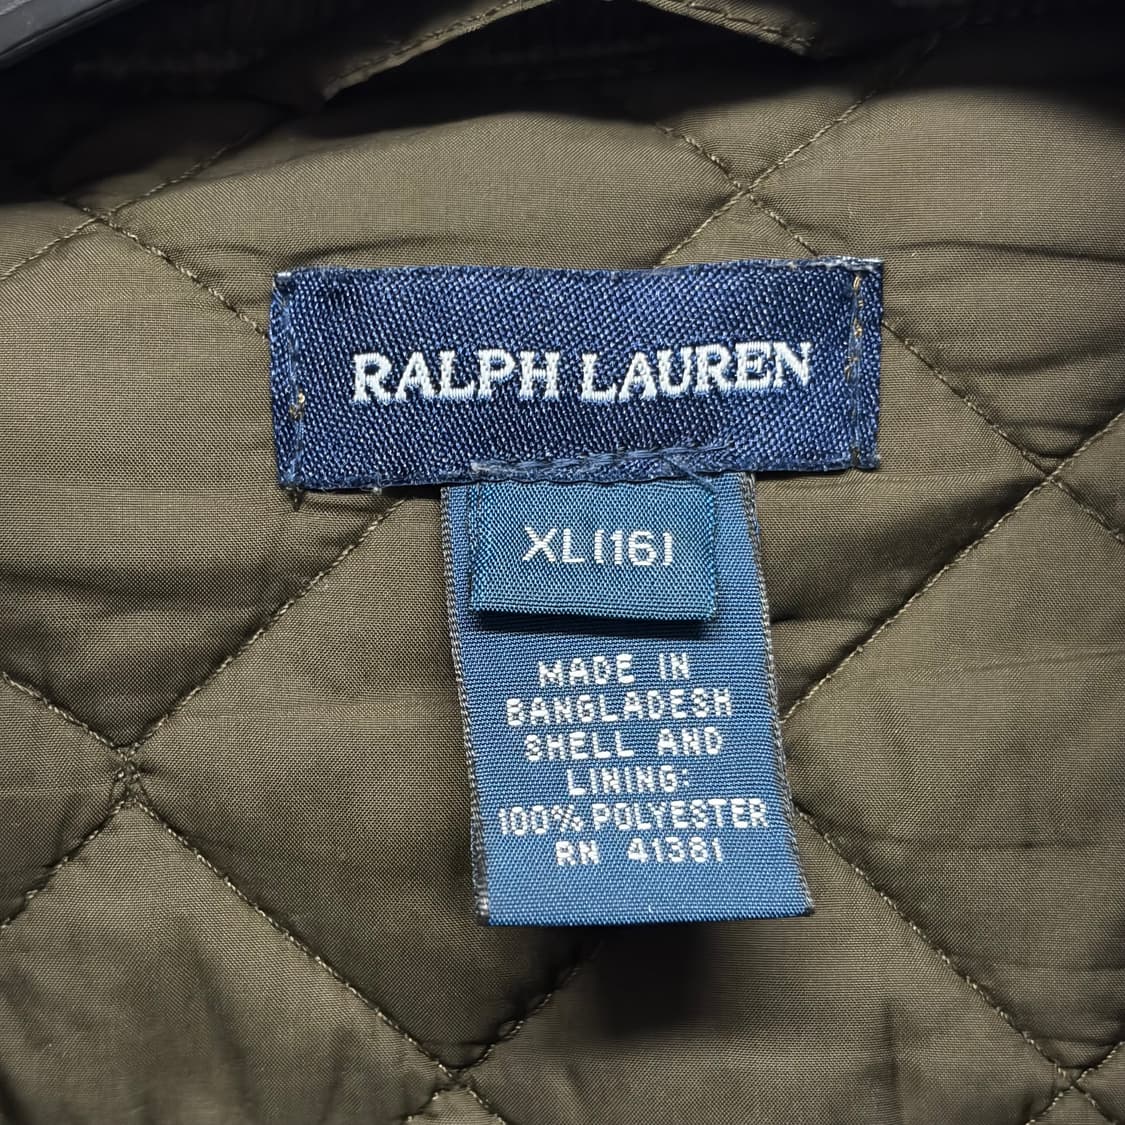 RALPH LAUREN
XL(16)
MADE IN
BANGLADESH
SHELL AND
LINING:
100% POLYESTER
RN 41381